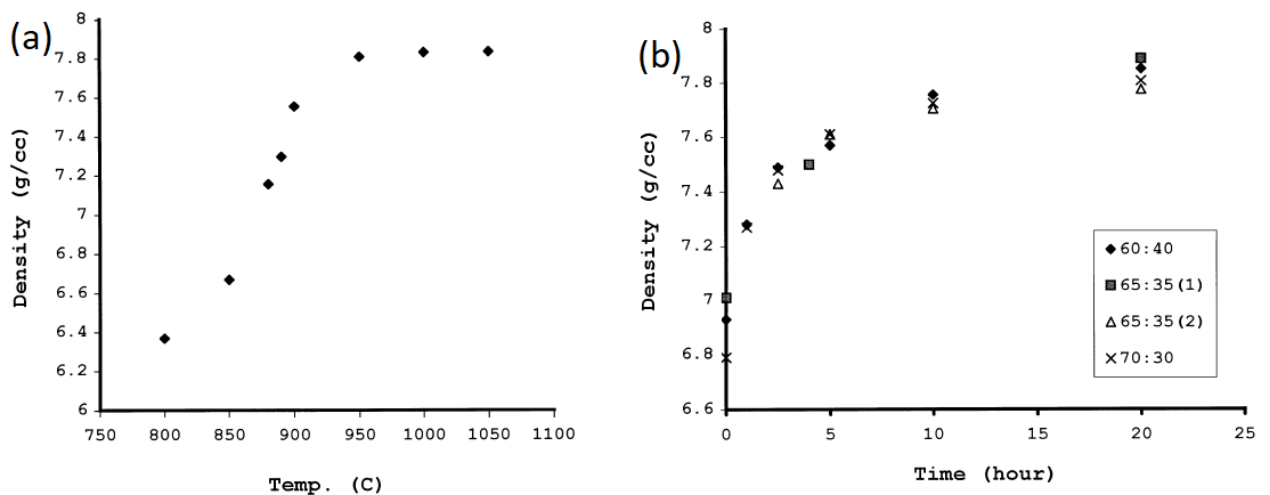 (a)
8
7.8
7.6
7.4
7.2
7
6.8
6.6
6.4
6.2
6
Density (g/cc)
750 800 850 900 950 1000 1050 1100
Temp. (C)
(b)
8
7.8
7.6
7.4
7.2
7
6.8
6.6
Density (g/cc)
60:40
65:35(1)
65:35(2)
70:30
0 5 10 15 20 25
Time (hour)